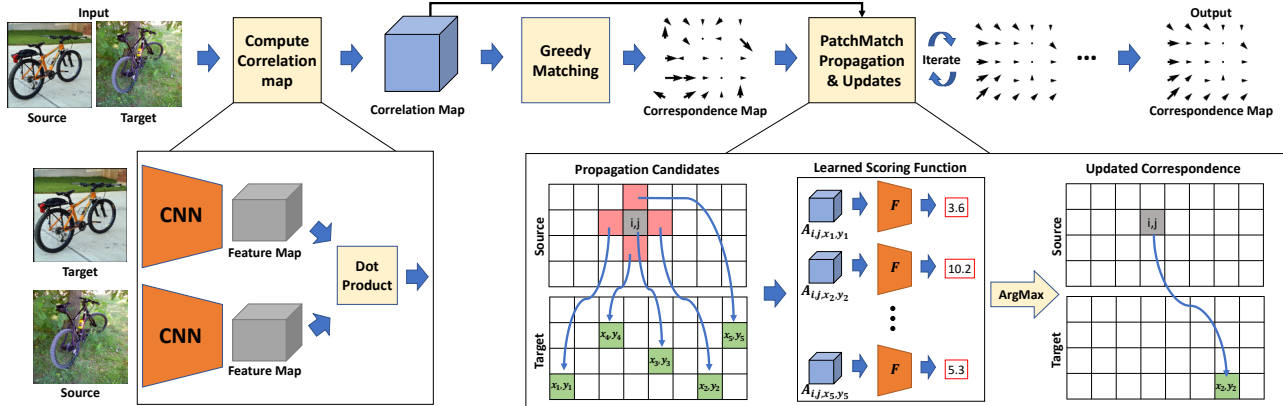 Input
Source
Target
Compute
Correlation
map
Correlation Map
Greedy
Matching
Correspondence Map
PatchMatch
Propagation
& Updates
Iterate
...
Output
Correspondence Map
CNN
Feature Map
Target
CNN
Feature Map
Source
Dot
Product
Propagation Candidates
Source
i,j
Target
x₄,y₄
x₅,y₅
x₃,y₃
x₁,y₁
x₂,y₂
Learned Scoring Function
F
3.6
A i,j,x₁,y₁
F
10.2
A i,j,x₂,y₂
F
5.3
A i,j,x₅,y₅
ArgMax
Updated Correspondence
Source
i,j
Target
x₂,y₂